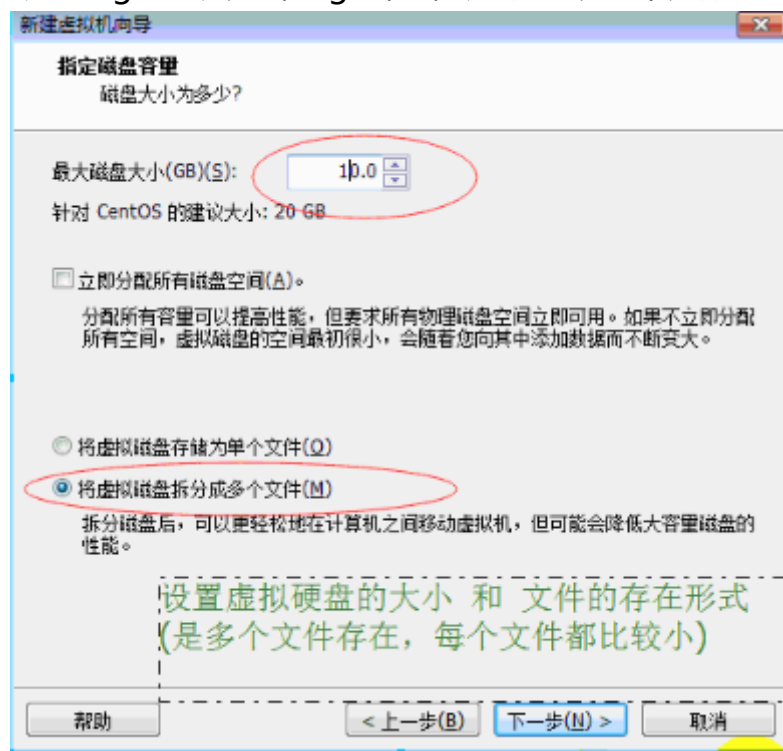 新建虚拟机向导
指定磁盘容量
磁盘大小为多少?
最大磁盘大小(GB)(S): 10.0
针对 CentOS 的建议大小: 20 GB
立即分配所有磁盘空间(A)。
分配所有容量可以提高性能，但要求所有物理磁盘空间立即可用。如果不立即分配
所有空间，虚拟磁盘的空间最初很小，会随着您向其中添加数据而不断变大。
将虚拟磁盘存储为单个文件(O)
将虚拟磁盘拆分成多个文件(M)
拆分磁盘后，可以更轻松地在计算机之间移动虚拟机，但可能会降低大容量磁盘的
性能。
设置虚拟硬盘的大小 和 文件的存在形式
(是多个文件存在，每个文件都比较小)
帮助 < 上一步(B) 下一步(N) > 取消